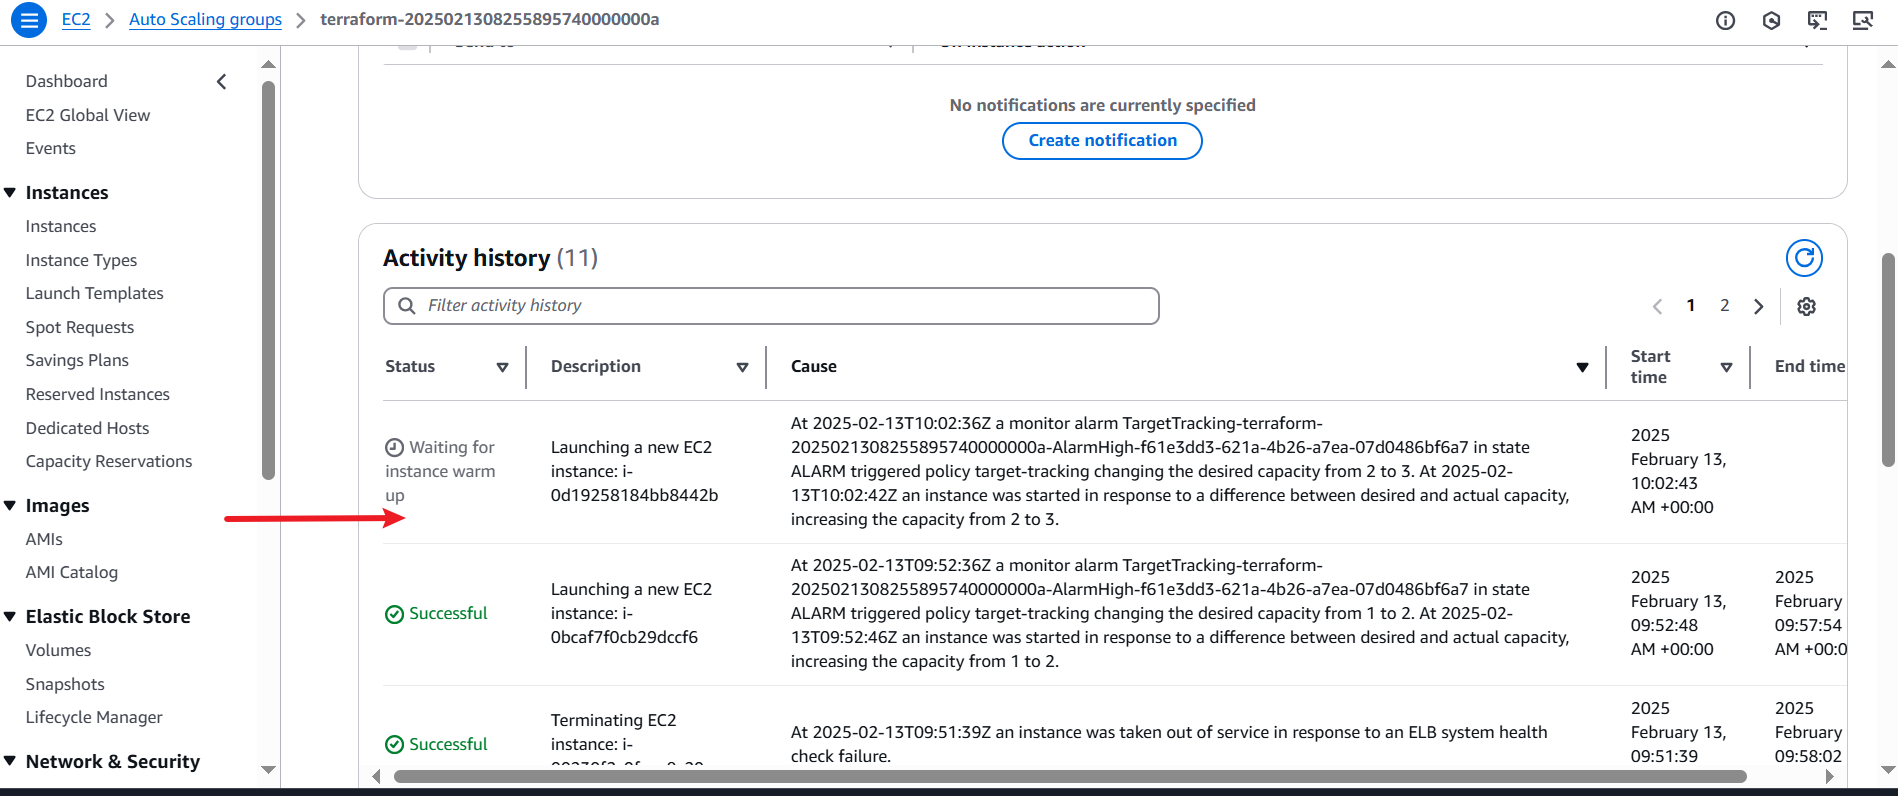 EC2 > Auto Scaling groups > terraform-20250213082558957400000000a
Dashboard
EC2 Global View
Events
Instances
Instances
Instance Types
Launch Templates
Spot Requests
Savings Plans
Reserved Instances
Dedicated Hosts
Capacity Reservations
Images
AMIs
AMI Catalog
Elastic Block Store
Volumes
Snapshots
Lifecycle Manager
Network & Security
No notifications are currently specified
Create notification
Activity history (11)
Filter activity history
1 2
Status Description Cause Start
time End time
Waiting for
instance warm
up
Launching a new EC2
instance: i-
0d19258184bb8442b
At 2025-02-13T10:02:36Z a monitor alarm TargetTracking-terraform-
20250213082558957400000000a-AlarmHigh-f61e3dd3-621a-4b26-a7ea-07d0486bf6a7 in state
ALARM triggered policy target-tracking changing the desired capacity from 2 to 3. At 2025-02-
13T10:02:42Z an instance was started in response to a difference between desired and actual capacity,
increasing the capacity from 2 to 3.
2025
February 13,
10:02:43
AM +00:00
Successful
Launching a new EC2
instance: i-
0bcaf7f0cb29dccf6
At 2025-02-13T09:52:36Z a monitor alarm TargetTracking-terraform-
20250213082558957400000000a-AlarmHigh-f61e3dd3-621a-4b26-a7ea-07d0486bf6a7 in state
ALARM triggered policy target-tracking changing the desired capacity from 1 to 2. At 2025-02-
13T09:52:46Z an instance was started in response to a difference between desired and actual capacity,
increasing the capacity from 1 to 2.
2025
February 13,
09:52:48
AM +00:00
2025
February
09:57:54
AM +00:0
Successful
Terminating EC2
instance: i-
At 2025-02-13T09:51:39Z an instance was taken out of service in response to an ELB system health
check failure.
2025
February 13,
09:51:39
2025
February
09:58:02